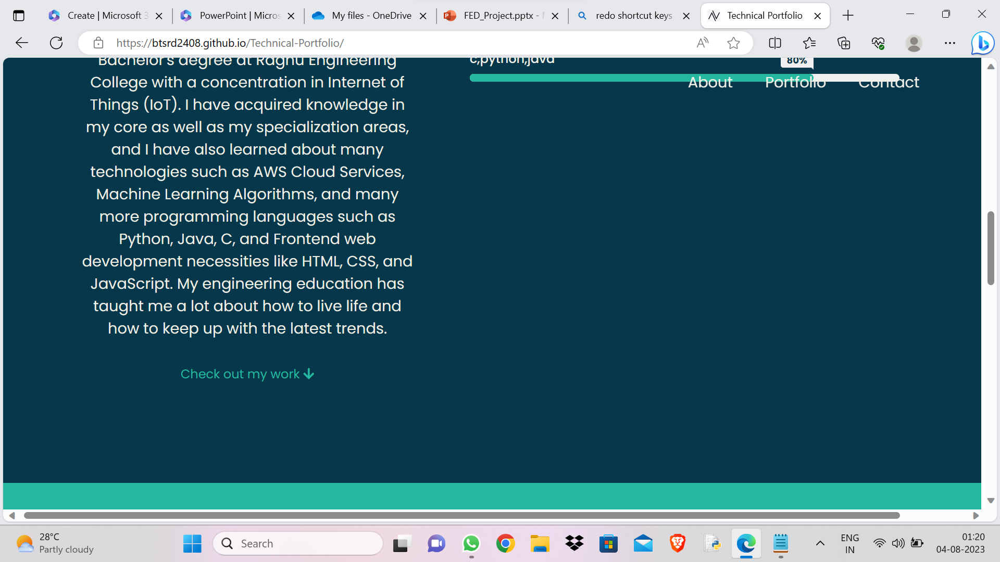 Create | Microsoft 3
PowerPoint | Micros
My files - OneDrive
FED_Project.pptx - M
redo shortcut keys
Technical Portfolio
https://btsrd2408.github.io/Technical-Portfolio/
Bachelor's degree at Raghu Engineering
College with a concentration in Internet of
Things (IoT). I have acquired knowledge in
my core as well as my specialization areas,
and I have also learned about many
technologies such as AWS Cloud Services,
Machine Learning Algorithms, and many
more programming languages such as
Python, Java, C, and Frontend web
development necessities like HTML, CSS, and
JavaScript. My engineering education has
taught me a lot about how to live life and
how to keep up with the latest trends.
Check out my work
c,python,java
80%
About Portfolio Contact
28°C
Partly cloudy
Search
ENG
IN
01:20
04-08-2023